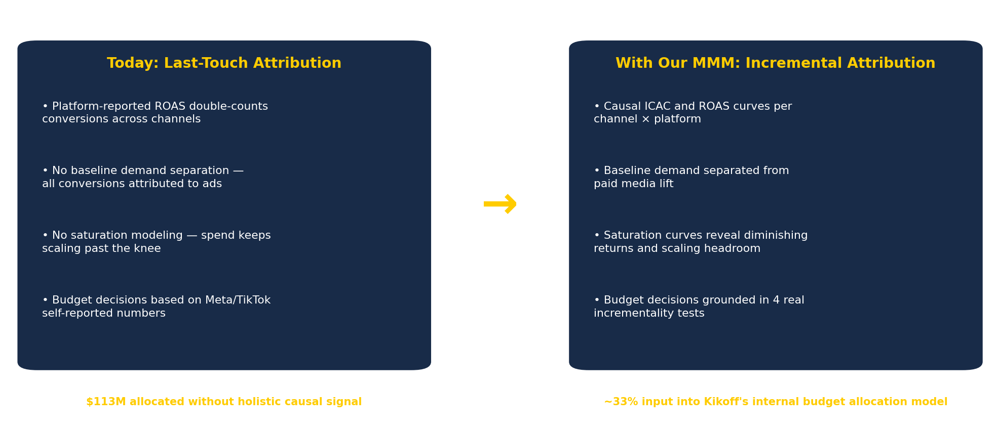 Today: Last-Touch Attribution
• Platform-reported ROAS double-counts
conversions across channels
• No baseline demand separation —
all conversions attributed to ads
• No saturation modeling — spend keeps
scaling past the knee
• Budget decisions based on Meta/TikTok
self-reported numbers
$113M allocated without holistic causal signal
→
With Our MMM: Incremental Attribution
• Causal ICAC and ROAS curves per
channel × platform
• Baseline demand separated from
paid media lift
• Saturation curves reveal diminishing
returns and scaling headroom
• Budget decisions grounded in 4 real
incrementality tests
~33% input into Kikoff's internal budget allocation model